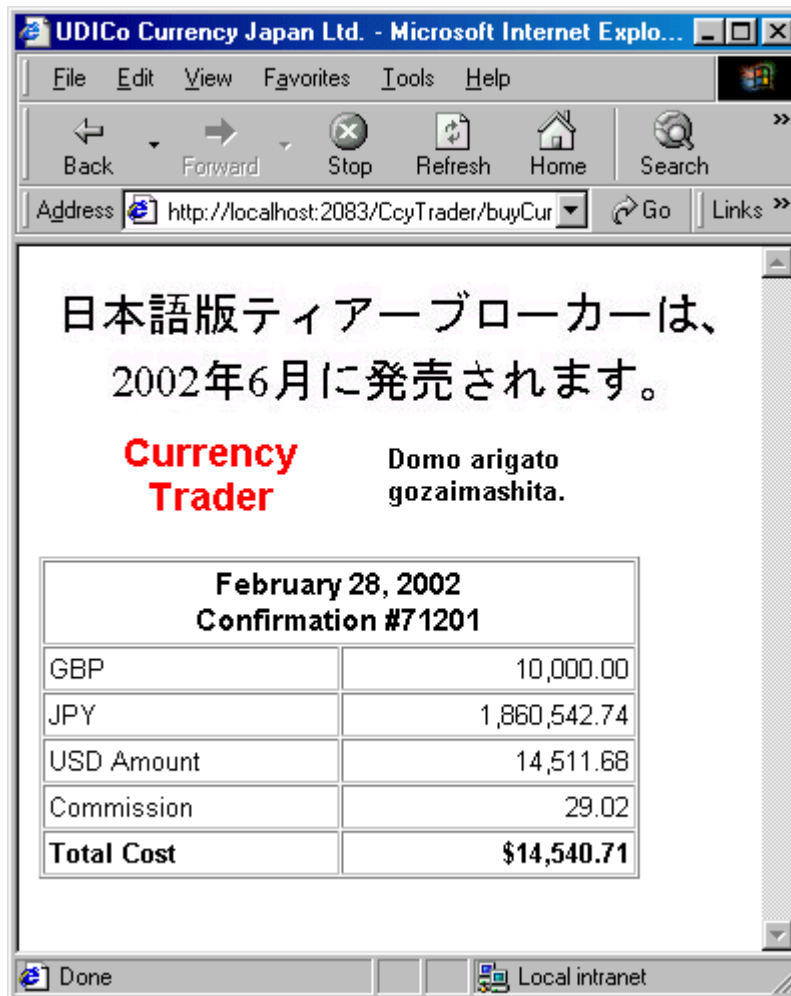 UDICo Currency Japan Ltd. - Microsoft Internet Explo...
File Edit View Favorites Tools Help
Back Forward Stop Refresh Home Search »
Address http://localhost:2083/CcyTrader/buyCur Go Links »
日本語版ティアーブローカーは、
2002年6月に発売されます。
Currency
Trader
Domo arigato
gozaimashita.
February 28, 2002
Confirmation #71201
GBP 10,000.00
JPY 1,860,542.74
USD Amount 14,511.68
Commission 29.02
Total Cost $14,540.71
Done Local intranet